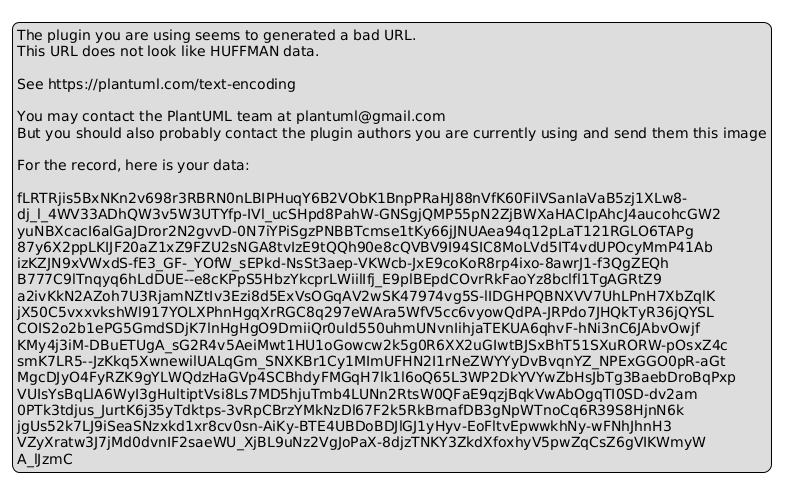 The plugin you are using seems to generated a bad URL.
This URL does not look like HUFFMAN data.
See https://plantuml.com/text-encoding
You may contact the PlantUML team at plantuml@gmail.com
But you should also probably contact the plugin authors you are currently using and send them this image
For the record, here is your data:
fLRTRjis5BxNKn2v698r3RBRN0nLBIPHuqY6B2VObK1BnpPRaHJ88nVfK60FiIVSanIaVaB5zj1XLw8-
dj_l_4WV33ADhQW3v5W3UTYfp-IVl_ucSHpd8PahW-GNSgjQMP55pN2ZjBWXaHACIpAhcJ4aucohcGW2
yuNBXcacI6alGaJDror2N2gvvD-0N7iYPiSgzPNBBTcmse1tKy66jJNUAea94q12pLaT121RGLO6TAPg
87y6X2ppLKIJF20aZ1xZ9FZU2sNGA8tvIzE9tQQh90e8cQVBV9I94SIC8MoLVd5IT4vdUPOcyMmP41Ab
izKZJN9xVWxdS-fE3_GF-_YOfW_sEPkd-NsSt3aep-VKWcb-JxE9coKoR8rp4ixo-8awrJ1-f3QgZEQh
B777C9lTnqyq6hLdDUE--e8cKPpS5HbzYkcprLWiilIfj_E9plBEpdCOvrRkFaoYz8bclfl1TgAGRtZ9
a2ivKkN2AZoh7U3RjamNZtIv3Ezi8d5ExVsOGqAV2wSK47974vg5S-lIDGHPQBNXVV7UhLPnH7XbZqlK
jX50C5vxxvkshWl917YOLXPhnHgqXrRGC8q297eWAra5WfV5cc6vyowQdPA-JRPdo7JHQkTyR36jQYSL
COIS2o2b1ePG5GmdSDjK7lnHgHgO9DmiiQr0uld550uhmUNvnIihjaTEKUA6qhvF-hNi3nC6JAbvOwjf
KMy4j3iM-DBuETUgA_sG2R4v5AeiMwt1HU1oGowcw2k5g0R6XX2uGIwtBJSxBhT51SXuRORW-pOsxZ4c
smK7LR5--JzKkq5XwnewilUALqGm_SNXKBr1Cy1MImUFHN2I1rNeZWYYyDvBvqnYZ_NPExGGO0pR-aGt
MgcDJyO4FyRZK9gYLWQdzHaGVp4SCBhdyFMGqH7Ik1l6oQ65L3WP2DkYVYwZbHsJbTg3BaebDroBqPxp
VUIsYsBqLlA6WyI3gHultiptVsi8Ls7MD5hjuTmb4LUNn2RtsW0QFaE9qzjBqkVwAbOgqTI0SD-dv2am
0PTk3tdjus_JurtK6j35yTdktps-3vRpCBrzYMkNzDl67F2k5RkBrnafDB3gNpWTnoCq6R39S8HjnN6k
jgUs52k7LJ9iSeaSNzxkd1xr8cv0sn-AiKy-BTE4UBDoBDJlGJ1yHyv-EoFltvEpwwkhNy-wFNhJhnH3
VZyXratw3J7jMd0dvnIF2saeWU_XjBL9uNz2VgJoPaX-8djzTNKY3ZkdXfoxhyV5pwZqCsZ6gVIKWmyW
A_lJzmC